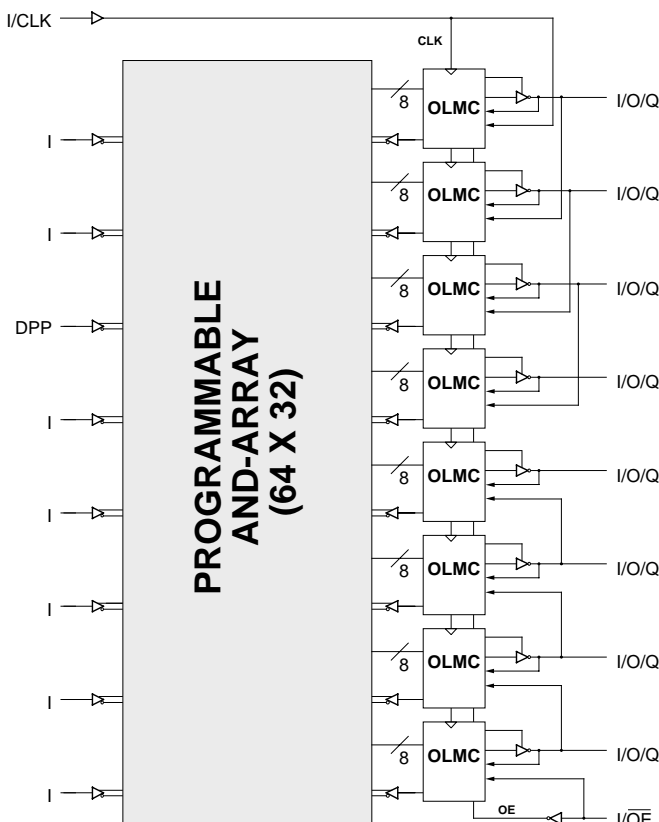 I/CLK
CLK
8
OLMC
I/O/Q
I
8
OLMC
I/O/Q
I
8
OLMC
I/O/Q
DPP
8
OLMC
I/O/Q
I
8
OLMC
I/O/Q
I
8
OLMC
I/O/Q
I
8
OLMC
I/O/Q
I
8
OLMC
I/O/Q
I
OE
I/OE
PROGRAMMABLE
AND-ARRAY
(64 X 32)